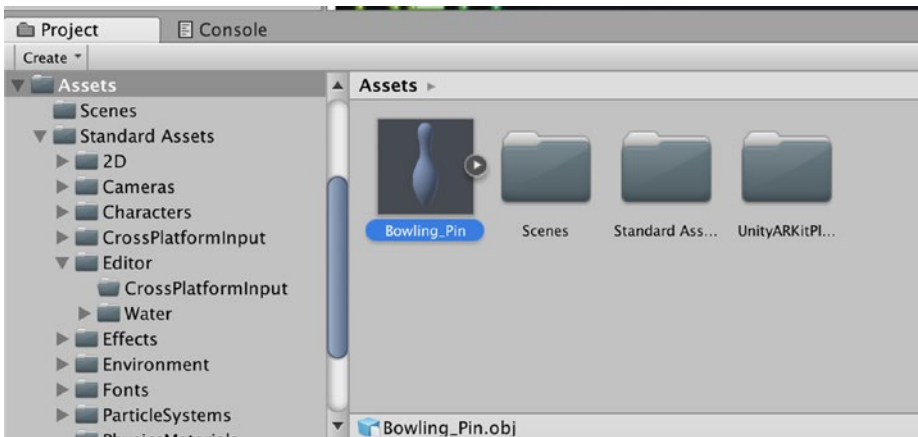 Project
Console
Create
Assets
Scenes
Standard Assets
2D
Cameras
Characters
CrossPlatformInput
Editor
CrossPlatformInput
Water
Effects
Environment
Fonts
ParticleSystems
Assets
Bowling_Pin
Scenes
Standard Ass...
UnityARKitPl...
Bowling_Pin.obj